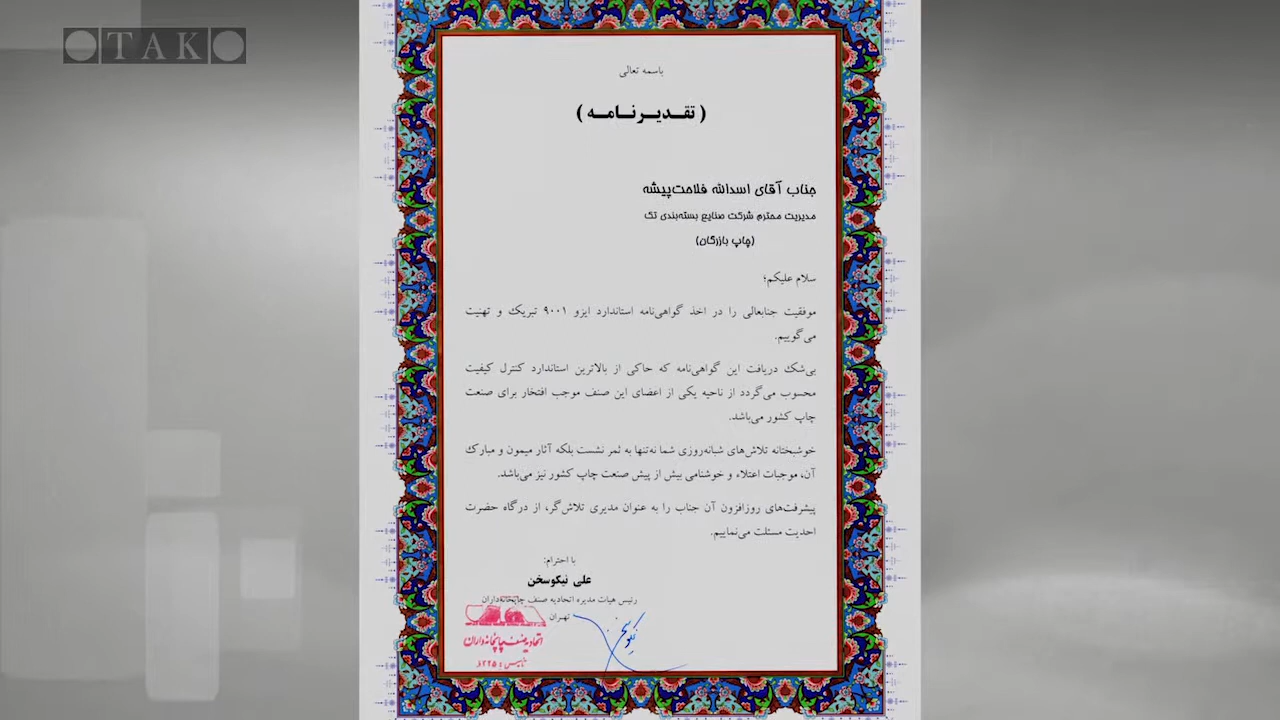 TAK
باسمه تعالی
( تقـدیـرنـامـه )
جناب آقای اسدالله فلاحت‌پیشه
مدیریت محترم شرکت صنایع بسته‌بندی تک
(چاپ بازرگان)
سلام علیکم؛
موفقیت جنابعالی را در اخذ گواهی‌نامه استاندارد ایزو ۹۰۰۱ تبریک و تهنیت
می‌گوییم.
بی‌شک دریافت این گواهی‌نامه که حاکی از بالاترین استاندارد کنترل کیفیت
محسوب می‌گردد از ناحیه یکی از اعضای این صنف موجب افتخار برای صنعت
چاپ کشور می‌باشد.
خوشبختانه تلاش‌های شبانه‌روزی شما نه‌تنها به ثمر نشست بلکه آثار میمون و مبارک
آن، موجبات اعتلاء و خوشنامی بیش از پیش صنعت چاپ کشور نیز می‌باشد.
پیشرفت‌های روزافزون آن جناب را به عنوان مدیری تلاش‌گر، از درگاه حضرت
احدیت مسئلت می‌نماییم.
با احترام:
علی نیکوسخن
رئیس هیات مدیره اتحادیه صنف چاپخانه‌داران
تهران
اتحادیه صنف چاپخانه‌داران